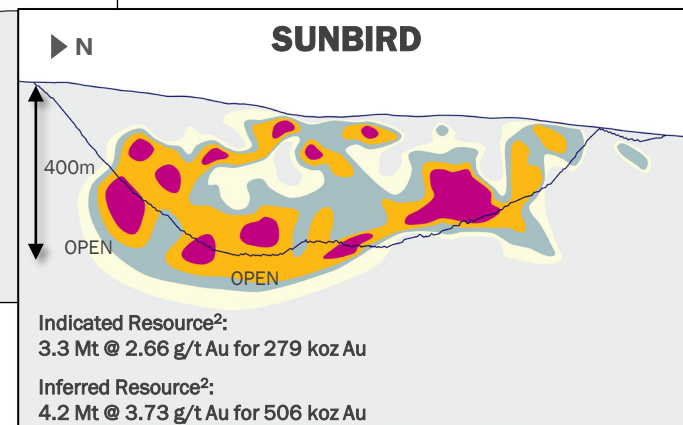 SUNBIRD
N
400m
OPEN
OPEN
Indicated Resource²:
3.3 Mt @ 2.66 g/t Au for 279 koz Au
Inferred Resource²:
4.2 Mt @ 3.73 g/t Au for 506 koz Au